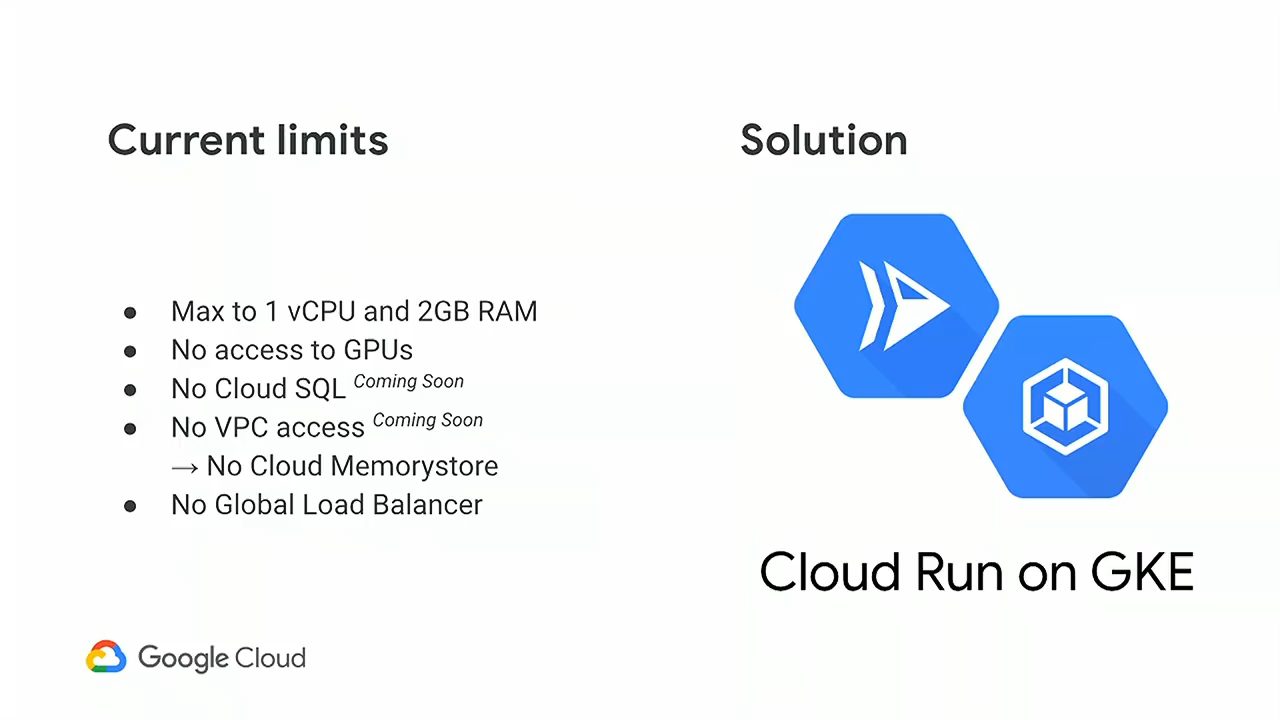 Current limits
Solution
● Max to 1 vCPU and 2GB RAM
● No access to GPUs
● No Cloud SQL Coming Soon
● No VPC access Coming Soon
→ No Cloud Memorystore
● No Global Load Balancer
Cloud Run on GKE
Google Cloud